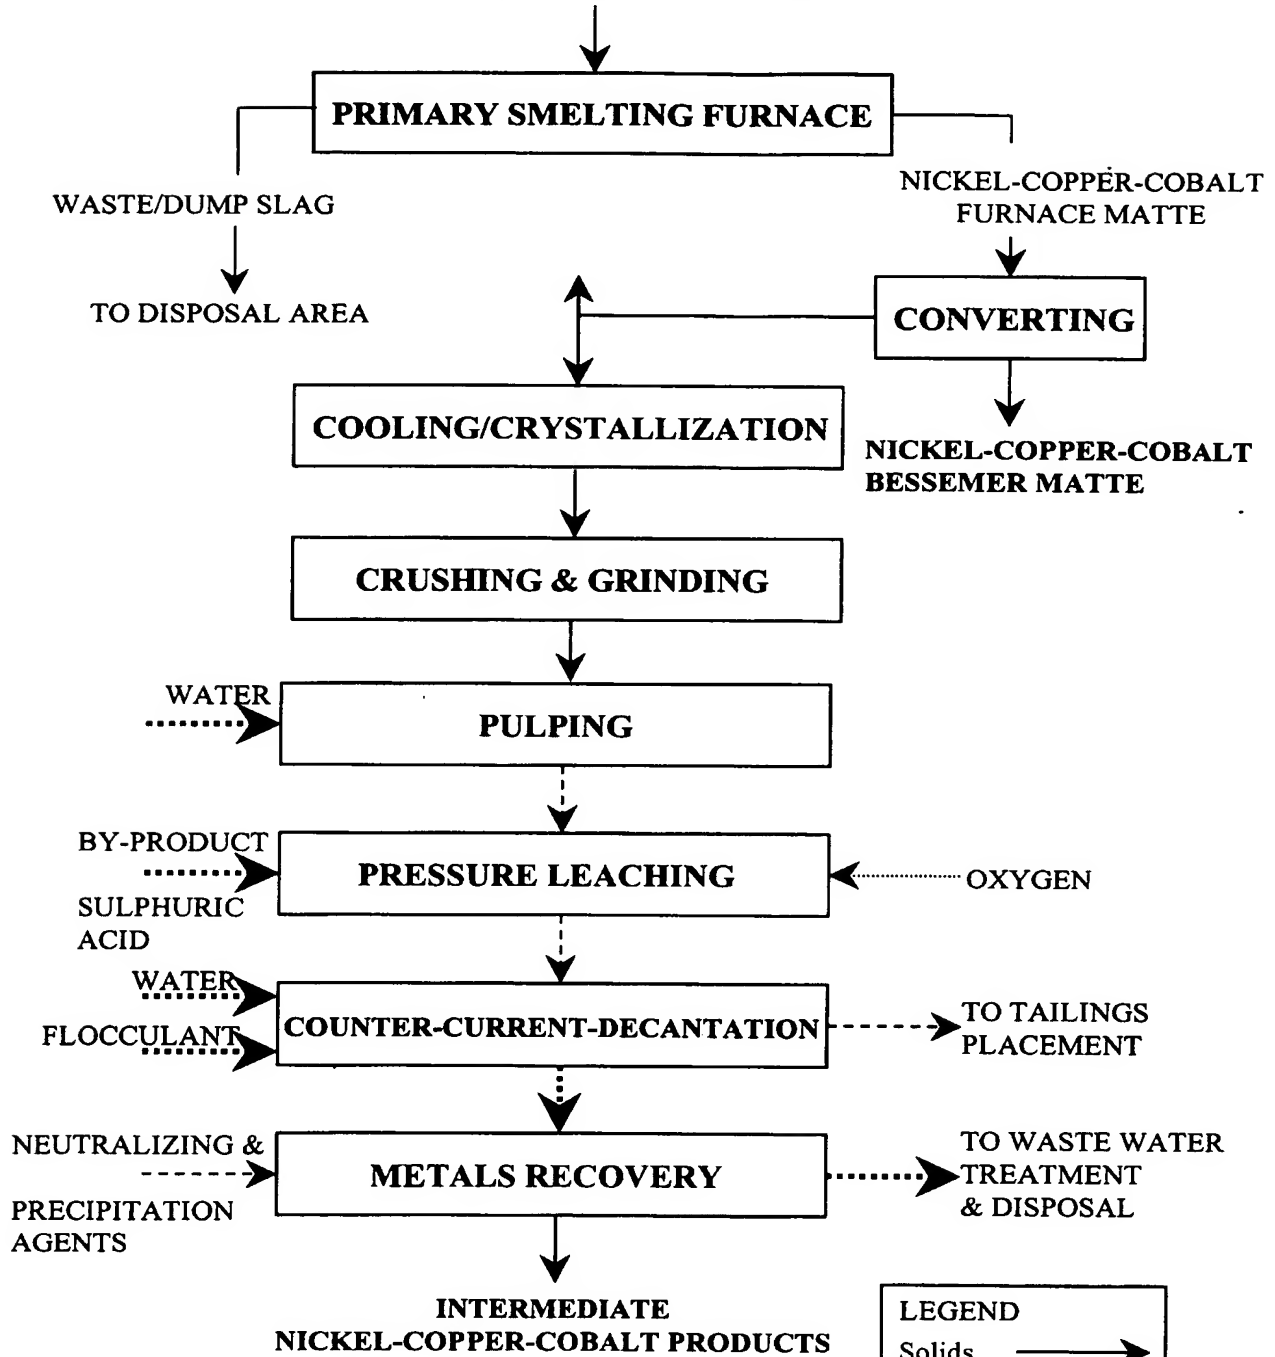 PRIMARY SMELTING FURNACE
WASTE/DUMP SLAG
NICKEL-COPPER-COBALT
FURNACE MATTE
TO DISPOSAL AREA
CONVERTING
COOLING/CRYSTALLIZATION
NICKEL-COPPER-COBALT
BESSEMER MATTE
CRUSHING & GRINDING
WATER
PULPING
BY-PRODUCT
SULPHURIC
ACID
PRESSURE LEACHING
OXYGEN
WATER
FLOCCULANT
COUNTER-CURRENT-DECANTATION
TO TAILINGS
PLACEMENT
NEUTRALIZING &
PRECIPITATION
AGENTS
METALS RECOVERY
TO WASTE WATER
TREATMENT
& DISPOSAL
INTERMEDIATE
NICKEL-COPPER-COBALT PRODUCTS
LEGEND
Solids